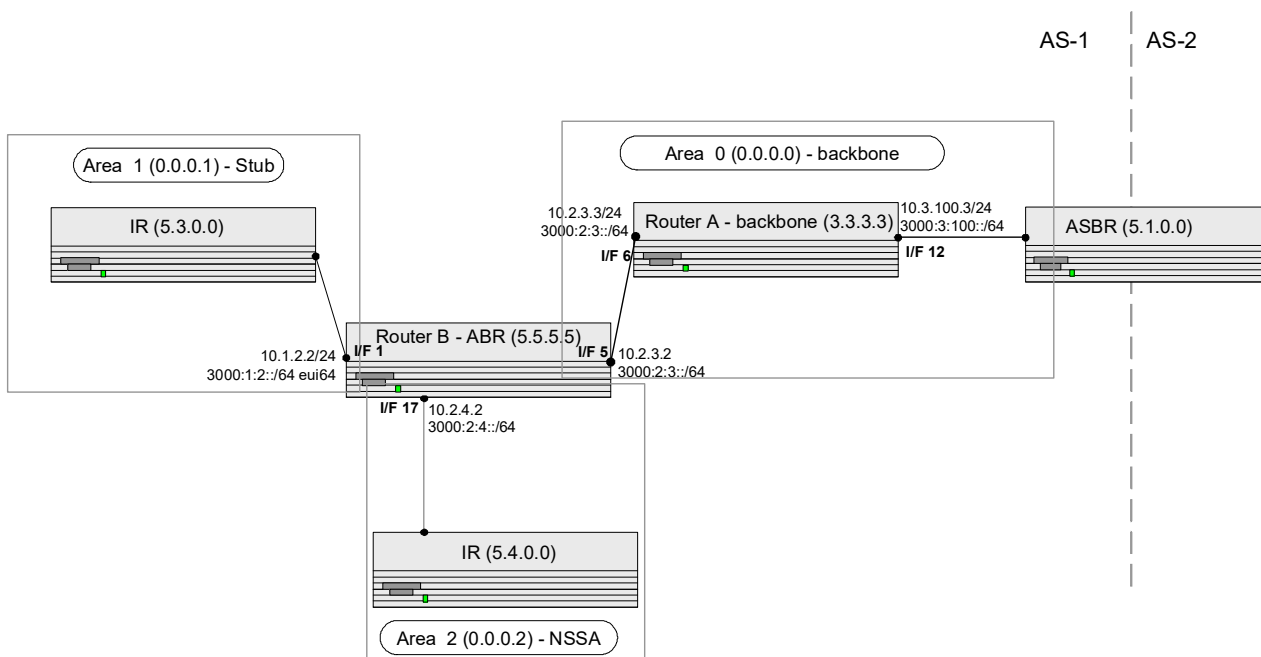 AS-1
AS-2
Area 1 (0.0.0.1) - Stub
Area 0 (0.0.0.0) - backbone
IR (5.3.0.0)
10.2.3.3/24
3000:2:3::/64
I/F 6
Router A - backbone (3.3.3.3)
10.3.100.3/24
3000:3:100::/64
I/F 12
ASBR (5.1.0.0)
Router B - ABR (5.5.5.5)
10.1.2.2/24
3000:1:2::/64 eui64
I/F 1
I/F 5
10.2.3.2
3000:2:3::/64
I/F 17
10.2.4.2
3000:2:4::/64
IR (5.4.0.0)
Area 2 (0.0.0.2) - NSSA